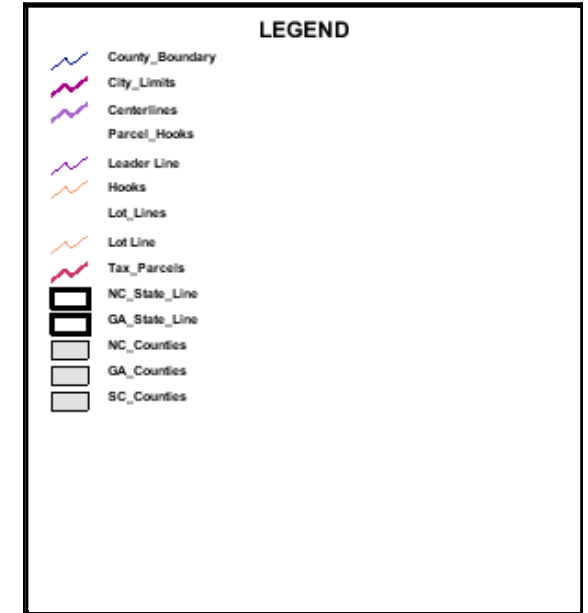 LEGEND
County_Boundary
City_Limits
Centerlines
Parcel_Hooks
Leader Line
Hooks
Lot_Lines
Lot Line
Tax_Parcels
NC_State_Line
GA_State_Line
NC_Counties
GA_Counties
SC_Counties